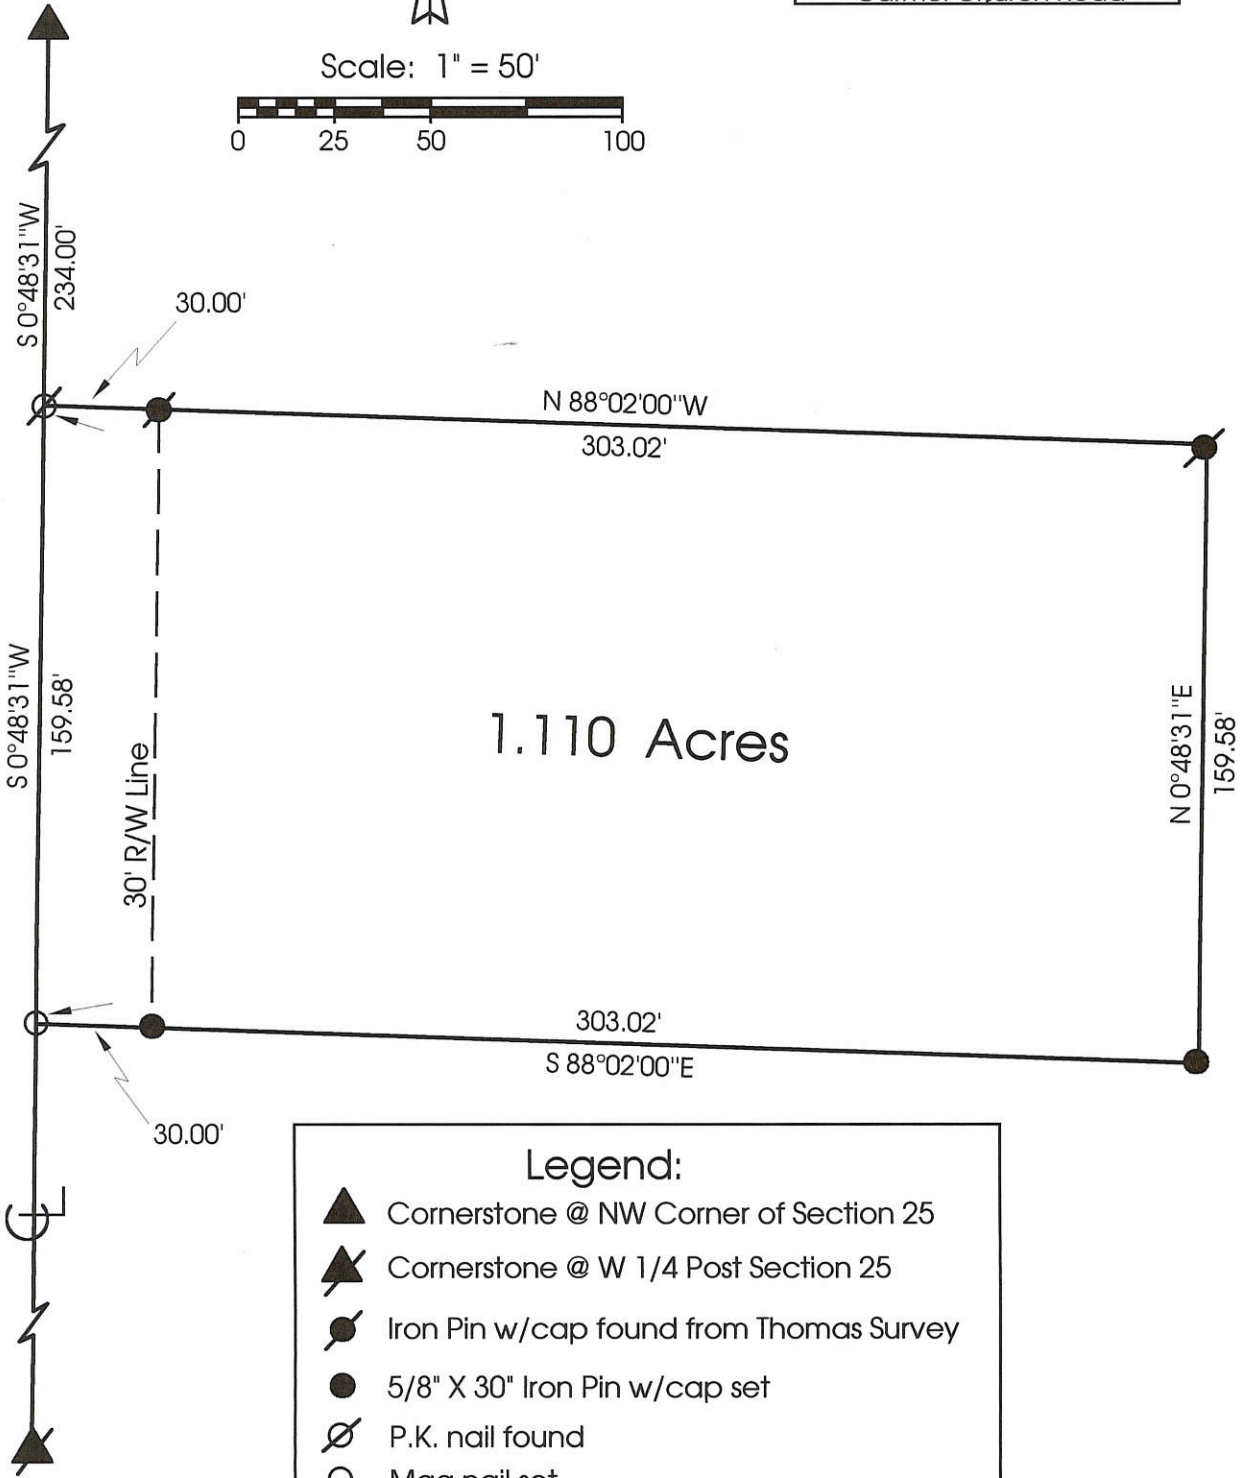 Scale: 1" = 50'
0 25 50 100
S 0°48'31"W
234.00'
30.00'
N 88°02'00"W
303.02'
S 0°48'31"W
159.58'
30' R/W Line
1.110 Acres
N 0°48'31"E
159.58'
303.02'
S 88°02'00"E
30.00'
Legend:
Cornerstone @ NW Corner of Section 25
Cornerstone @ W 1/4 Post Section 25
Iron Pin w/cap found from Thomas Survey
5/8" X 30" Iron Pin w/cap set
P.K. nail found
Mag nail set